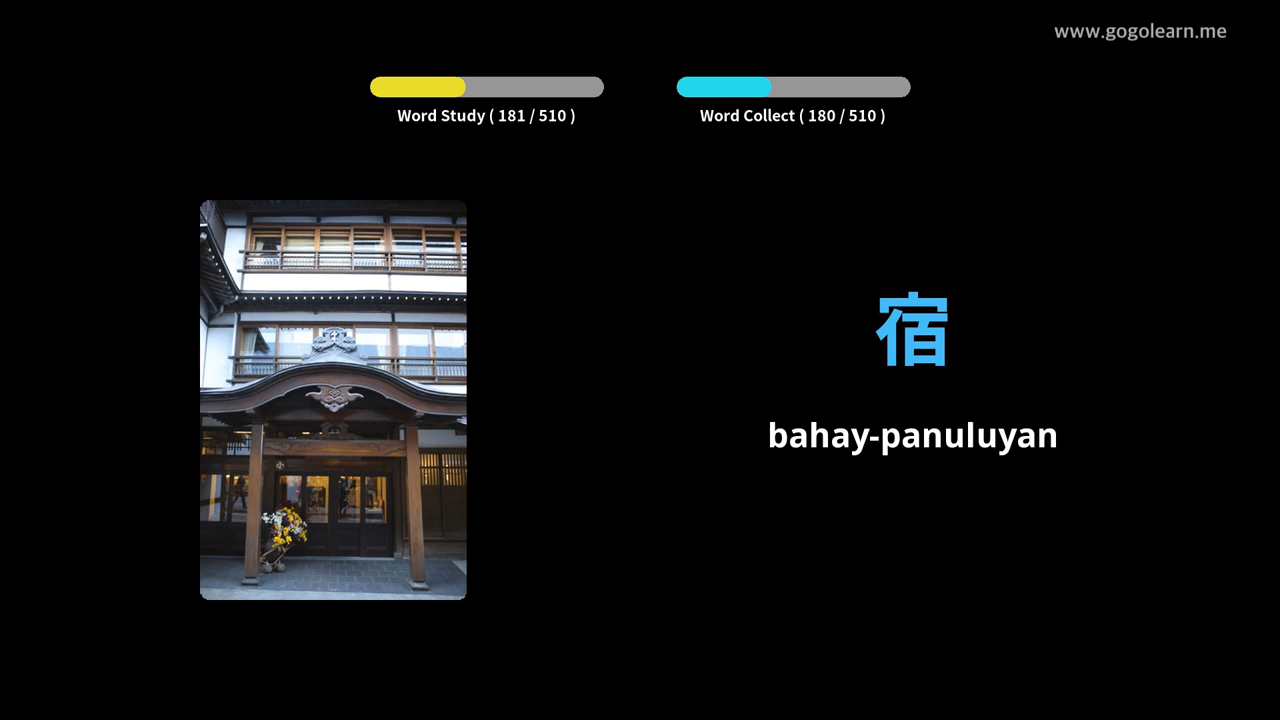 www.gogolearn.me
Word Study ( 181 / 510 )
Word Collect ( 180 / 510 )
宿
bahay-panuluyan